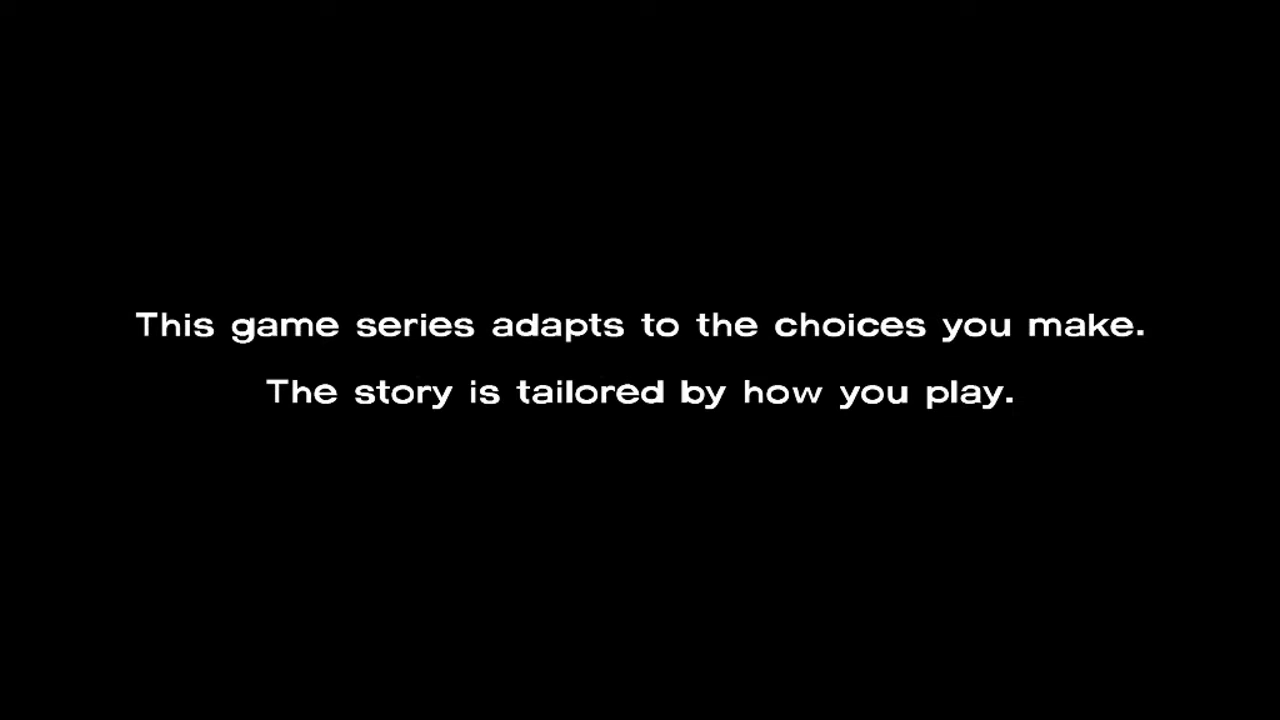 This game series adapts to the choices you make.
The story is tailored by how you play.